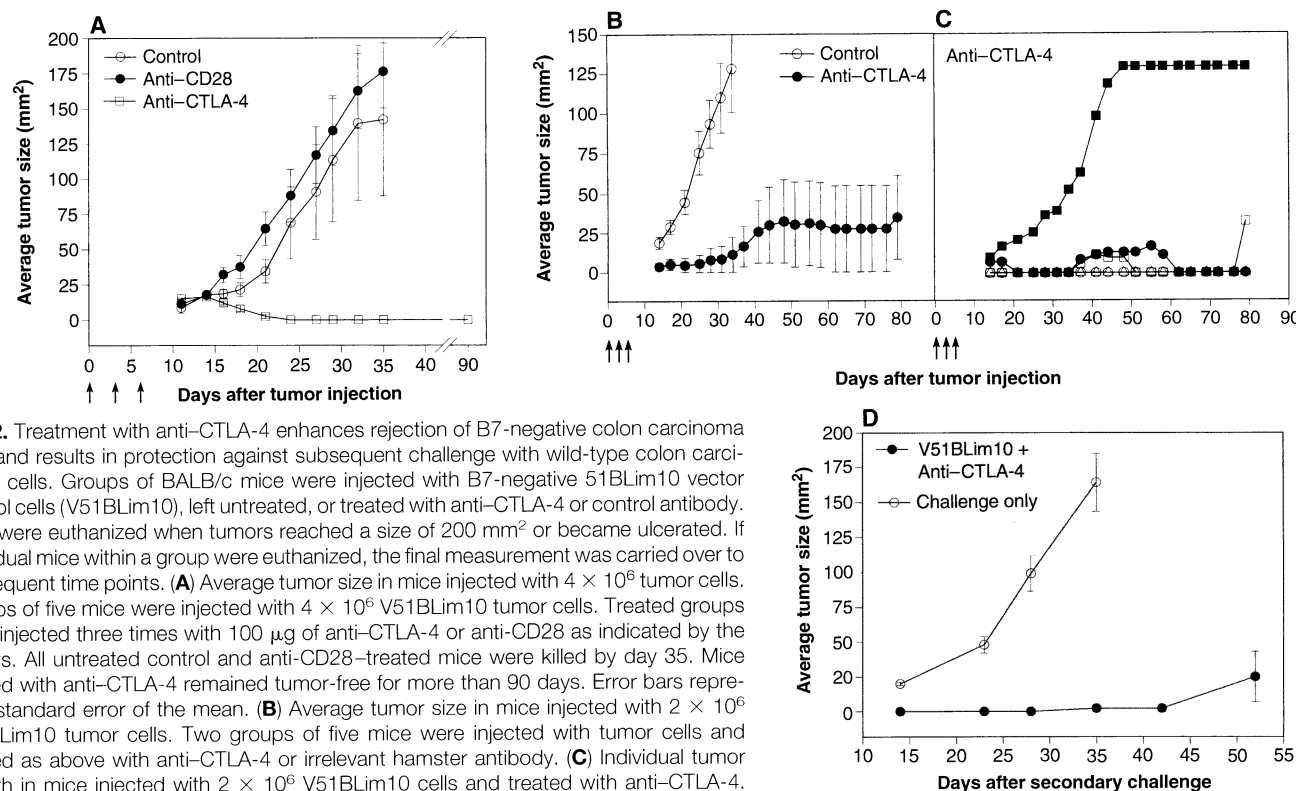 A
200
175
150
125
100
75
50
25
0
Average tumor size (mm²)
Control
Anti–CD28
Anti–CTLA-4
0 5 10 15 20 25 30 35 40 90
Days after tumor injection
B
150
125
100
75
50
25
0
Average tumor size (mm²)
Control
Anti–CTLA-4
0 10 20 30 40 50 60 70 80
C
Anti–CTLA-4
0 10 20 30 40 50 60 70 80 90
Days after tumor injection
2. Treatment with anti–CTLA-4 enhances rejection of B7-negative colon carcinoma
and results in protection against subsequent challenge with wild-type colon carci-
cells. Groups of BALB/c mice were injected with B7-negative 51BLim10 vector
ol cells (V51BLim10), left untreated, or treated with anti–CTLA-4 or control antibody.
were euthanized when tumors reached a size of 200 mm² or became ulcerated. If
dual mice within a group were euthanized, the final measurement was carried over to
equent time points. (A) Average tumor size in mice injected with 4 × 10⁶ tumor cells.
ps of five mice were injected with 4 × 10⁶ V51BLim10 tumor cells. Treated groups
injected three times with 100 μg of anti–CTLA-4 or anti-CD28 as indicated by the
s. All untreated control and anti-CD28–treated mice were killed by day 35. Mice
ed with anti–CTLA-4 remained tumor-free for more than 90 days. Error bars repre-
standard error of the mean. (B) Average tumor size in mice injected with 2 × 10⁶
Lim10 tumor cells. Two groups of five mice were injected with tumor cells and
ed as above with anti–CTLA-4 or irrelevant hamster antibody. (C) Individual tumor
th in mice injected with 2 × 10⁶ V51BLim10 cells and treated with anti–CTLA-4.
D
200
175
150
125
100
75
50
20
0
Average tumor size (mm²)
V51BLim10 +
Anti–CTLA-4
Challenge only
10 15 20 25 30 35 40 45 50 55
Days after secondary challenge